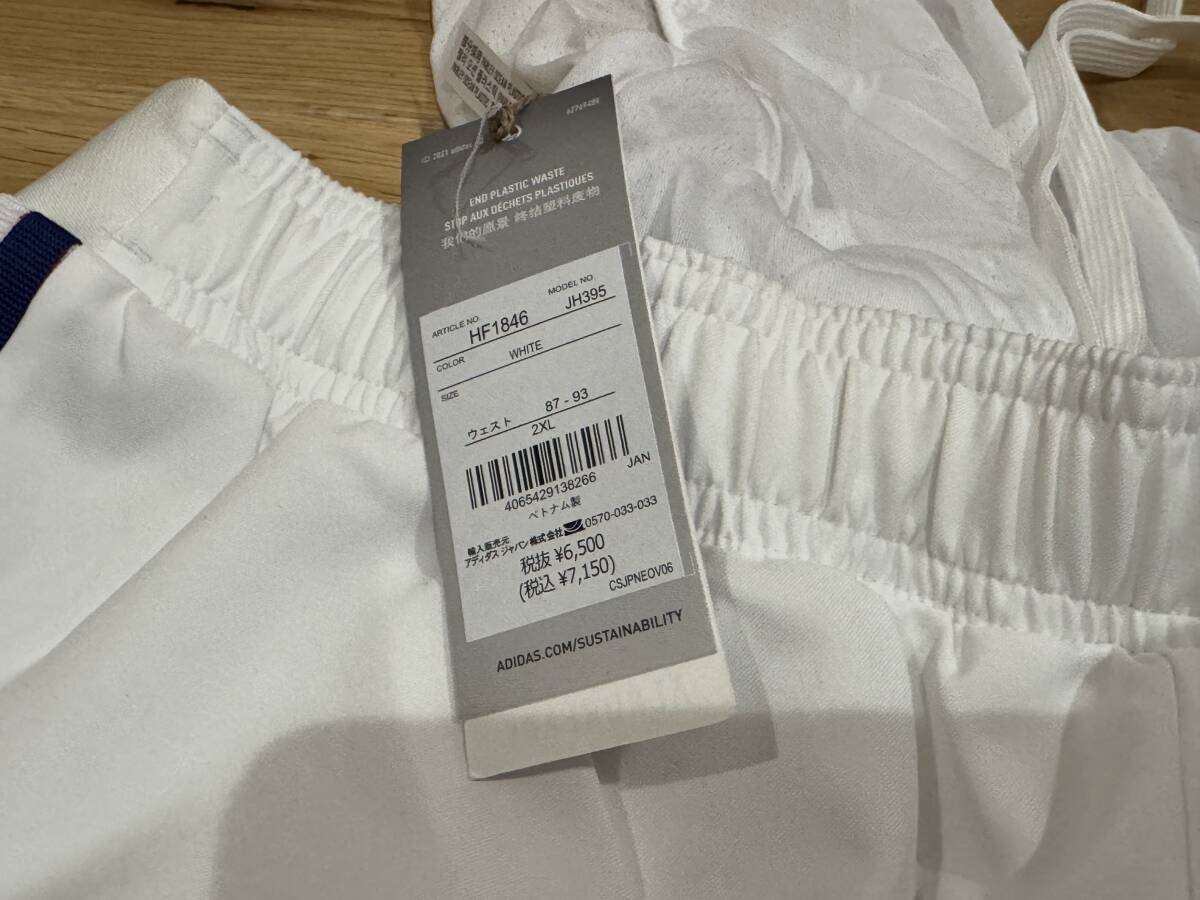 (C) 2021 adidas
END PLASTIC WASTE
STOP AUX DÉCHETS PLASTIQUES
我们的愿景 终结塑料废物
ARTICLE NO.
MODEL NO.
HF1846
JH395
COLOR
WHITE
SIZE
ウェスト 87 - 93
2XL
4065429138266
JAN
ベトナム製
輸入販売元
アディダス ジャパン株式会社 0570-033-033
税抜 ¥6,500
(税込 ¥7,150)
CSJPNEOV06
ADIDAS.COM/SUSTAINABILITY